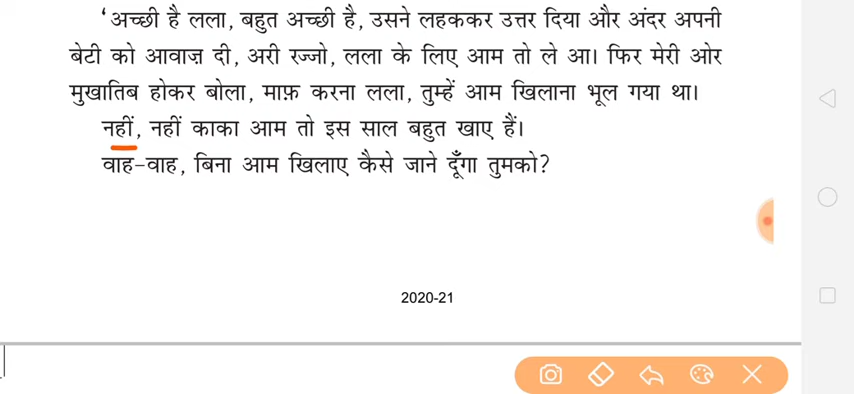 ‘अच्छी है लला, बहुत अच्छी है, उसने लहककर उत्तर दिया और अंदर अपनी
बेटी को आवाज़ दी, अरी रज्जो, लला के लिए आम तो ले आ। फिर मेरी ओर
मुखातिब होकर बोला, माफ़ करना लला, तुम्हें आम खिलाना भूल गया था।
नहीं, नहीं काका आम तो इस साल बहुत खाए हैं।
वाह-वाह, बिना आम खिलाए कैसे जाने दूँगा तुमको?
2020-21